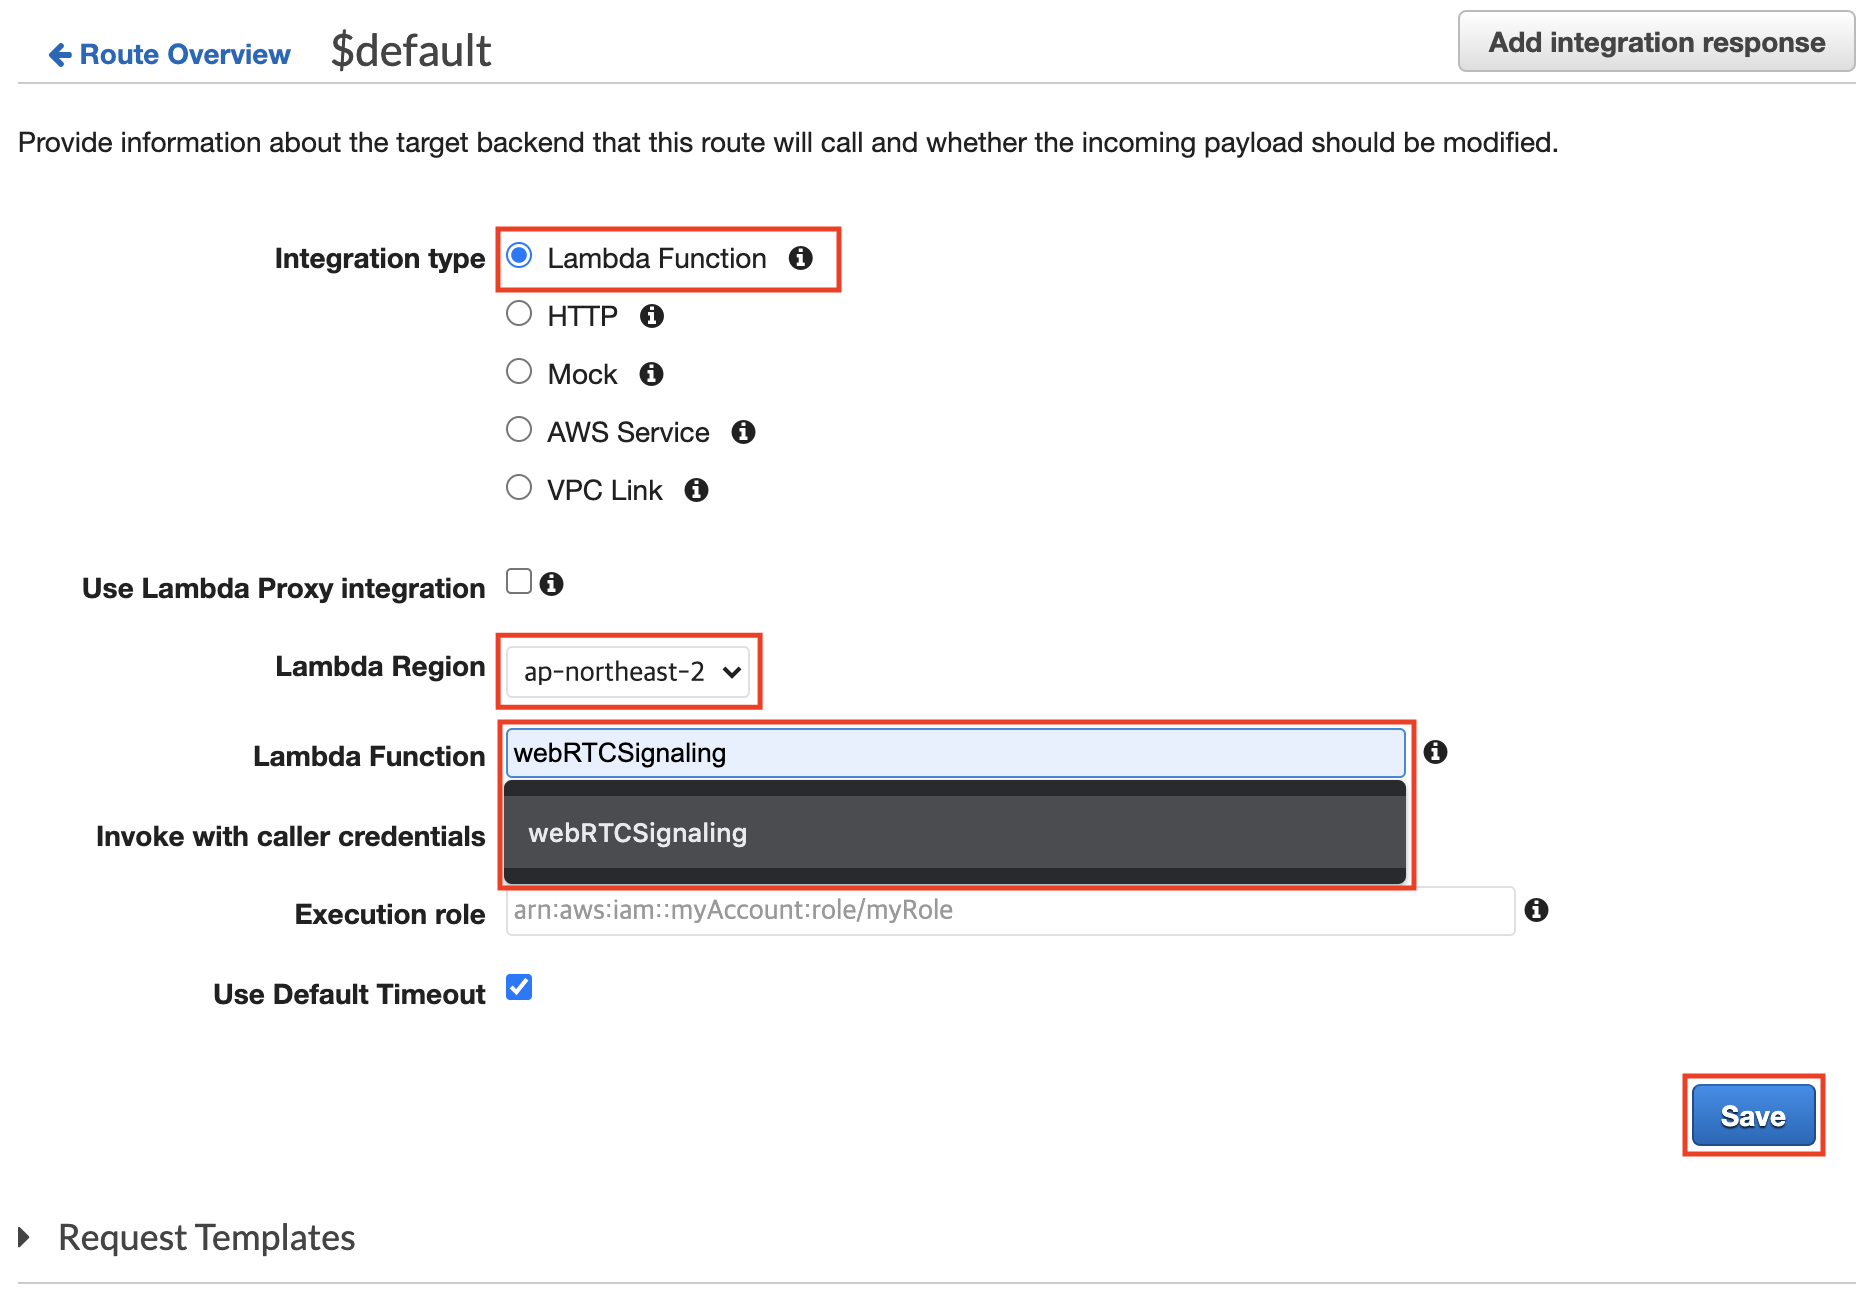 Route Overview $default Add integration response
Provide information about the target backend that this route will call and whether the incoming payload should be modified.
Integration type Lambda Function
HTTP
Mock
AWS Service
VPC Link
Use Lambda Proxy integration
Lambda Region ap-northeast-2
Lambda Function webRTCSignaling
webRTCSignaling
Invoke with caller credentials
Execution role arn:aws:iam::myAccount:role/myRole
Use Default Timeout
Save
Request Templates